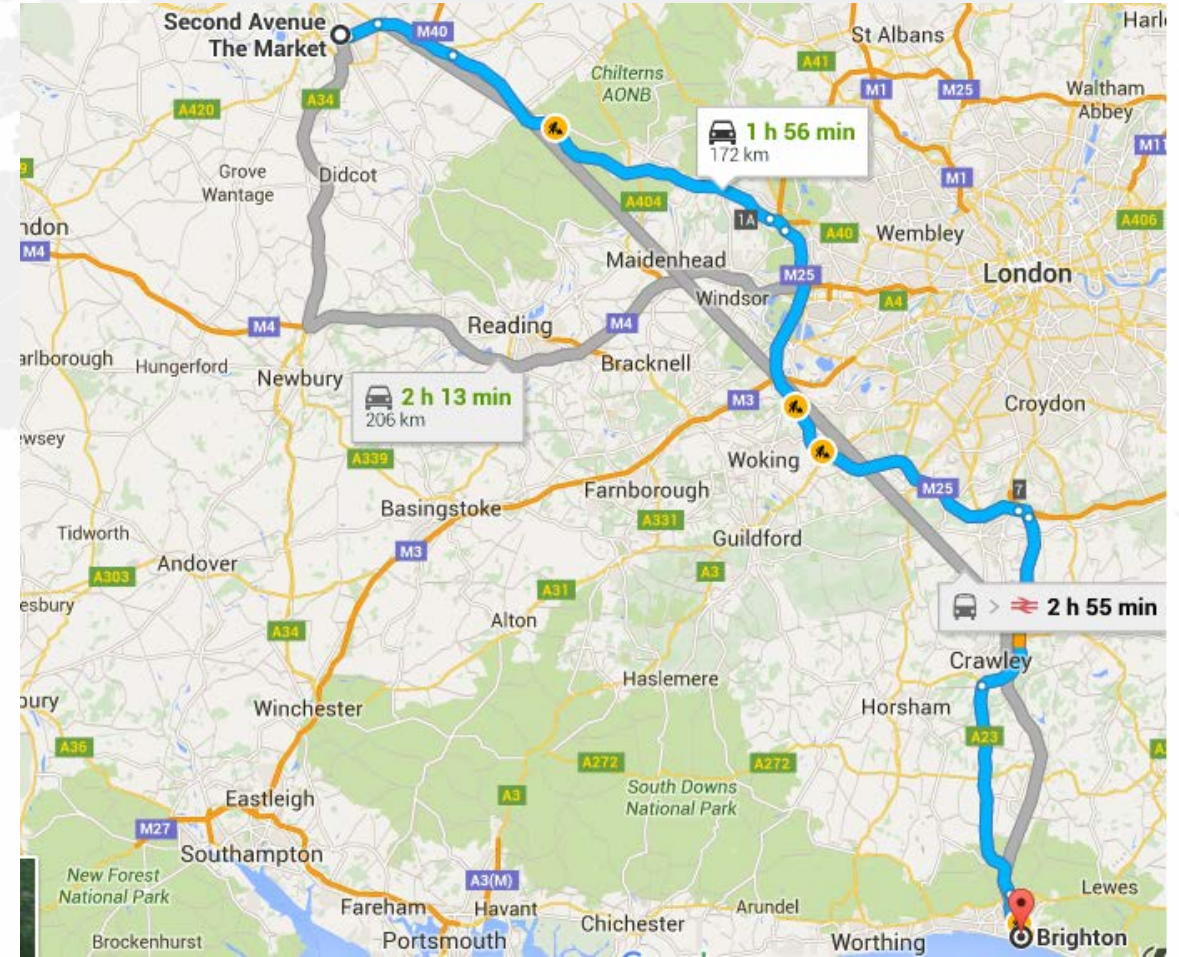 Second Avenue
The Market
M40
St Albans
Harl
A41
Chilterns
AONB
M1
M25
Waltham
Abbey
A34
A420
1 h 56 min
172 km
M11
Grove
Wantage
Didcot
9
M1
A404
1A
A40
Wembley
A406
ndon
M4
Maidenhead
M25
London
Windsor
A4
M4
Reading
M4
arlborough
Hungerford
Newbury
Bracknell
2 h 13 min
206 km
M3
Croydon
ewsey
A339
Woking
M25
7
Basingstoke
Farnborough
A331
Guildford
Tidworth
M3
Andover
A303
A3
A31
esbury
2 h 55 min
A34
Alton
Crawley
Haslemere
bury
Winchester
Horsham
A23
A36
A272
A272
A
South Downs
National Park
A3
Eastleigh
M27
Southampton
New Forest
National Park
A3(M)
Lewes
Fareham
Havant
Arundel
Chichester
Brockenhurst
Portsmouth
Worthing
Brighton